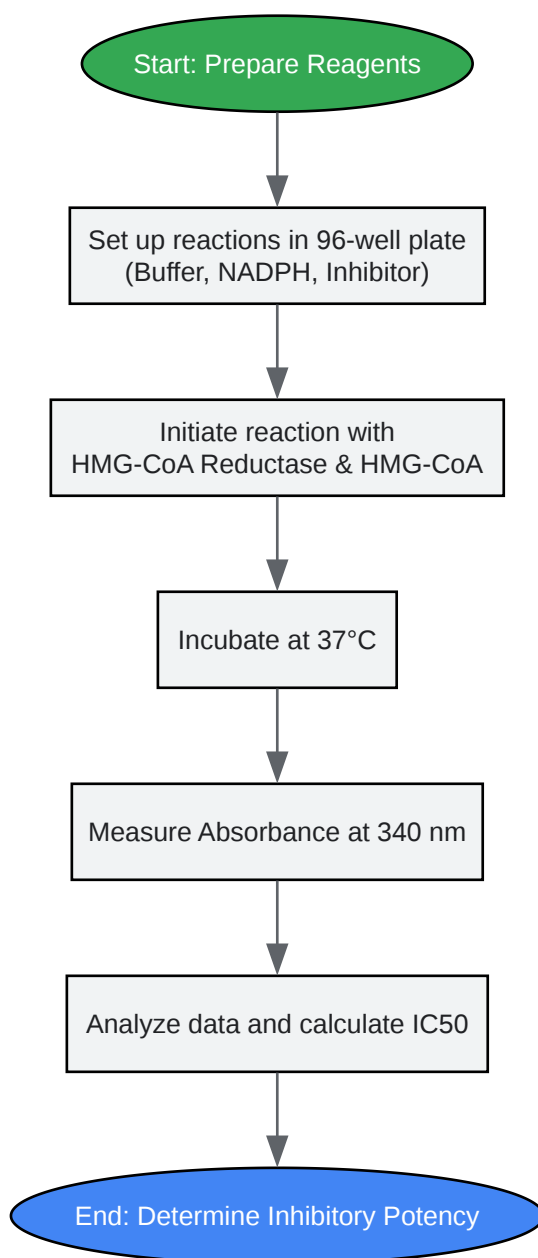 Start: Prepare Reagents
Set up reactions in 96-well plate
(Buffer, NADPH, Inhibitor)
Initiate reaction with
HMG-CoA Reductase & HMG-CoA
Incubate at 37°C
Measure Absorbance at 340 nm
Analyze data and calculate IC50
End: Determine Inhibitory Potency